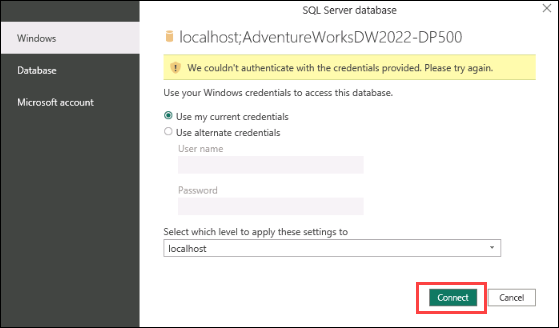 SQL Server database
Windows
Database
Microsoft account
localhost;AdventureWorksDW2022-DP500
We couldn't authenticate with the credentials provided. Please try again.
Use your Windows credentials to access this database.
Use my current credentials
Use alternate credentials
User name
Password
Select which level to apply these settings to
localhost
Connect
Cancel